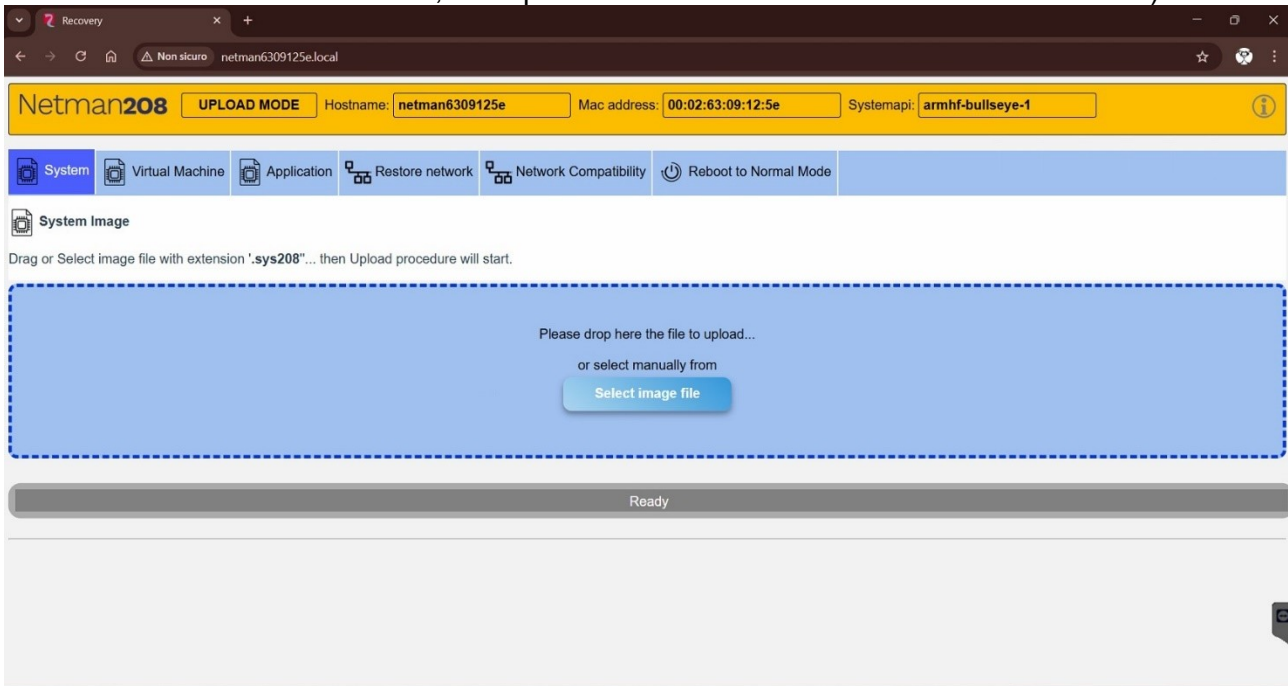 Recovery
Non sicuro netman6309125e.local
Netman208 UPLOAD MODE Hostname: netman6309125e Mac address: 00:02:63:09:12:5e Systemapi: armhf-bullseye-1
System Virtual Machine Application Restore network Network Compatibility Reboot to Normal Mode
System Image
Drag or Select image file with extension '.sys208"... then Upload procedure will start.
Please drop here the file to upload...
or select manually from
Select image file
Ready